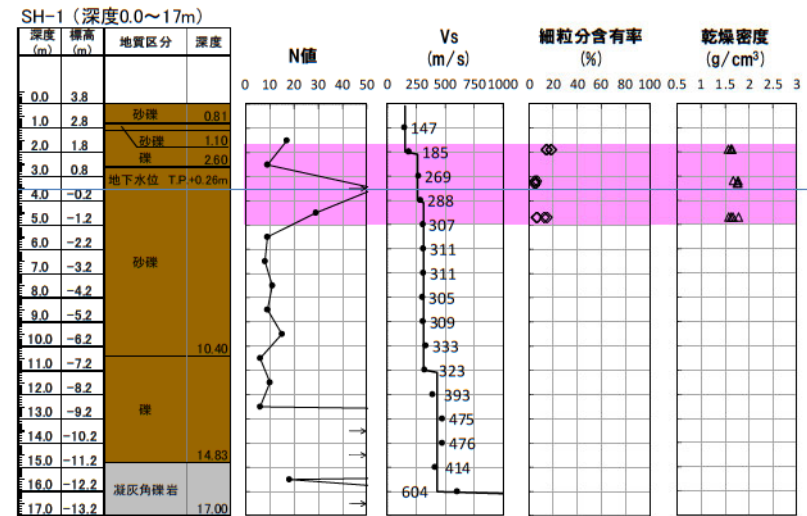 SH-1（深度0.0～17m）
深度 標高 地質区分 深度
(m) (m)
N値
Vs
(m/s)
細粒分含有率
(%)
乾燥密度
(g/cm³)
0 10 20 30 40 50
0 250 500 750 1000
0 20 40 60 80 100
0.5 1 1.5 2 2.5 3
0.0 3.8
砂礫 0.81
1.0 2.8
147
砂礫 1.10
2.0 1.8
礫 2.60
185
3.0 0.8
地下水位 T.P.+0.26m
269
4.0 -0.2
288
5.0 -1.2
307
6.0 -2.2
311
砂礫
7.0 -3.2
311
8.0 -4.2
305
9.0 -5.2
309
10.0 -6.2
10.40
333
11.0 -7.2
323
12.0 -8.2
393
礫
13.0 -9.2
475
14.0 -10.2
476
14.83
15.0 -11.2
414
16.0 -12.2
凝灰角礫岩
604
17.0 -13.2
17.00